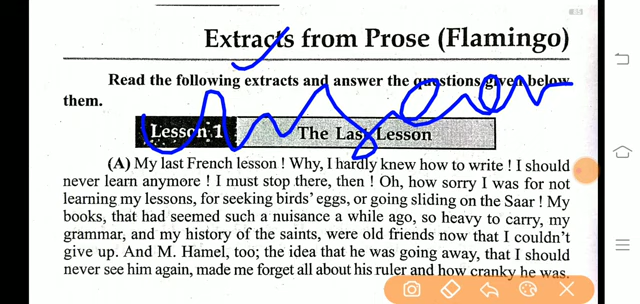 Extracts from Prose (Flamingo)
Read the following extracts and answer the questions given below
them.
Lesson 1 The Last Lesson
(A) My last French lesson ! Why, I hardly knew how to write ! I should
never learn anymore ! I must stop there, then ! Oh, how sorry I was for not
learning my lessons, for seeking birds' eggs, or going sliding on the Saar ! My
books, that had seemed such a nuisance a while ago, so heavy to carry, my
grammar, and my history of the saints, were old friends now that I couldn't
give up. And M. Hamel, too; the idea that he was going away, that I should
never see him again, made me forget all about his ruler and how cranky he was.